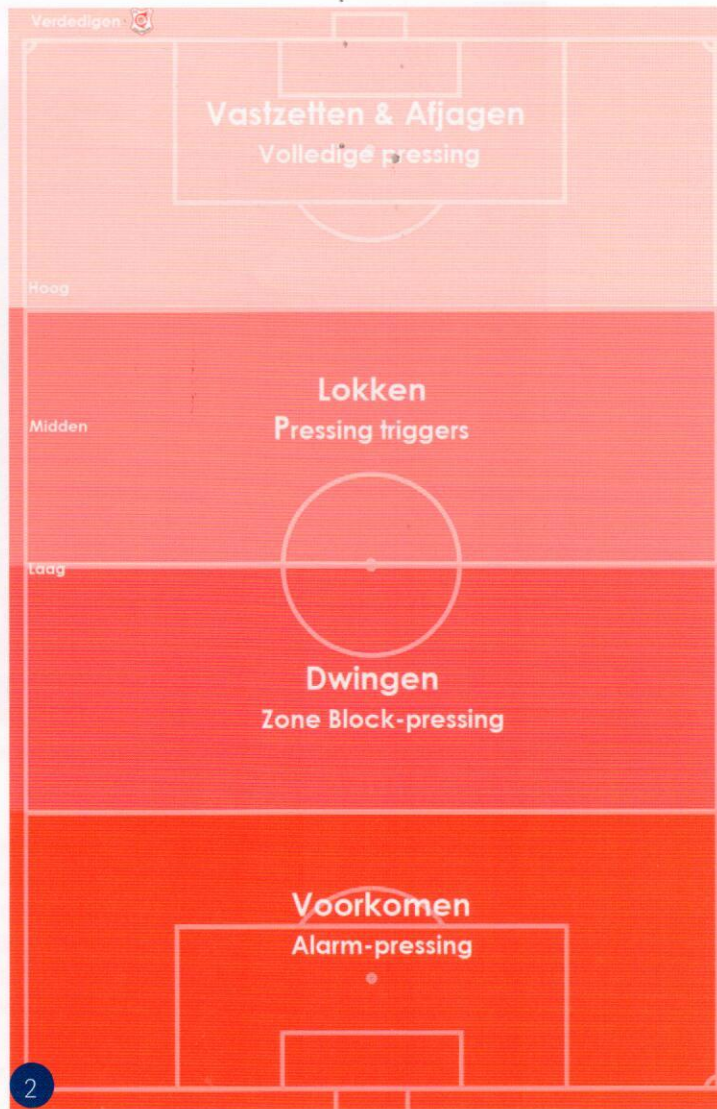 Verdedigen
Vastzetten & Afjagen
Volledige pressing
Hoog
Lokken
Midden
Pressing triggers
Laag
Dwingen
Zone Block-pressing
Voorkomen
Alarm-pressing
2